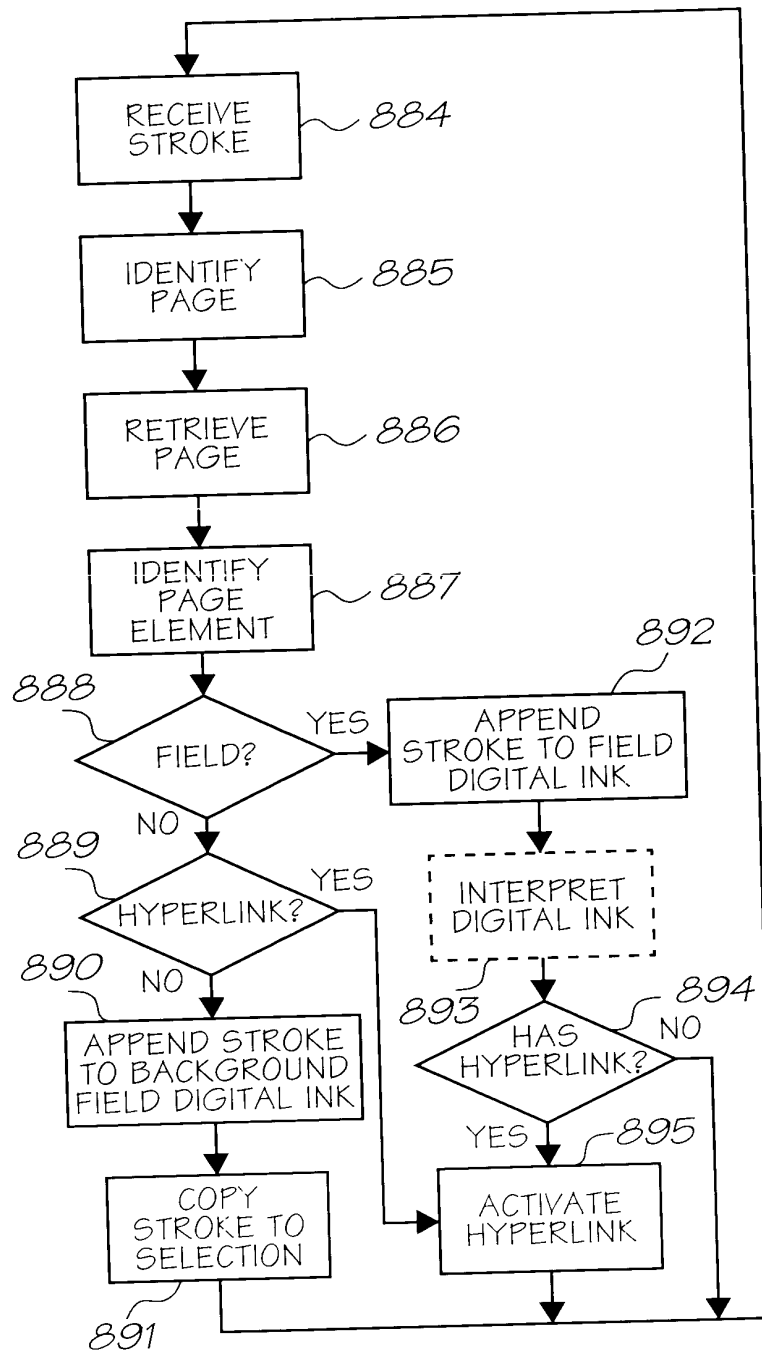 RECEIVE
STROKE
884
IDENTIFY
PAGE
885
RETRIEVE
PAGE
886
IDENTIFY
PAGE
ELEMENT
887
888
FIELD?
YES
NO
892
APPEND
STROKE TO FIELD
DIGITAL INK
889
HYPERLINK?
YES
NO
INTERPRET
DIGITAL INK
893
890
APPEND STROKE
TO BACKGROUND
FIELD DIGITAL INK
894
HAS
HYPERLINK?
NO
YES
895
COPY
STROKE TO
SELECTION
891
ACTIVATE
HYPERLINK